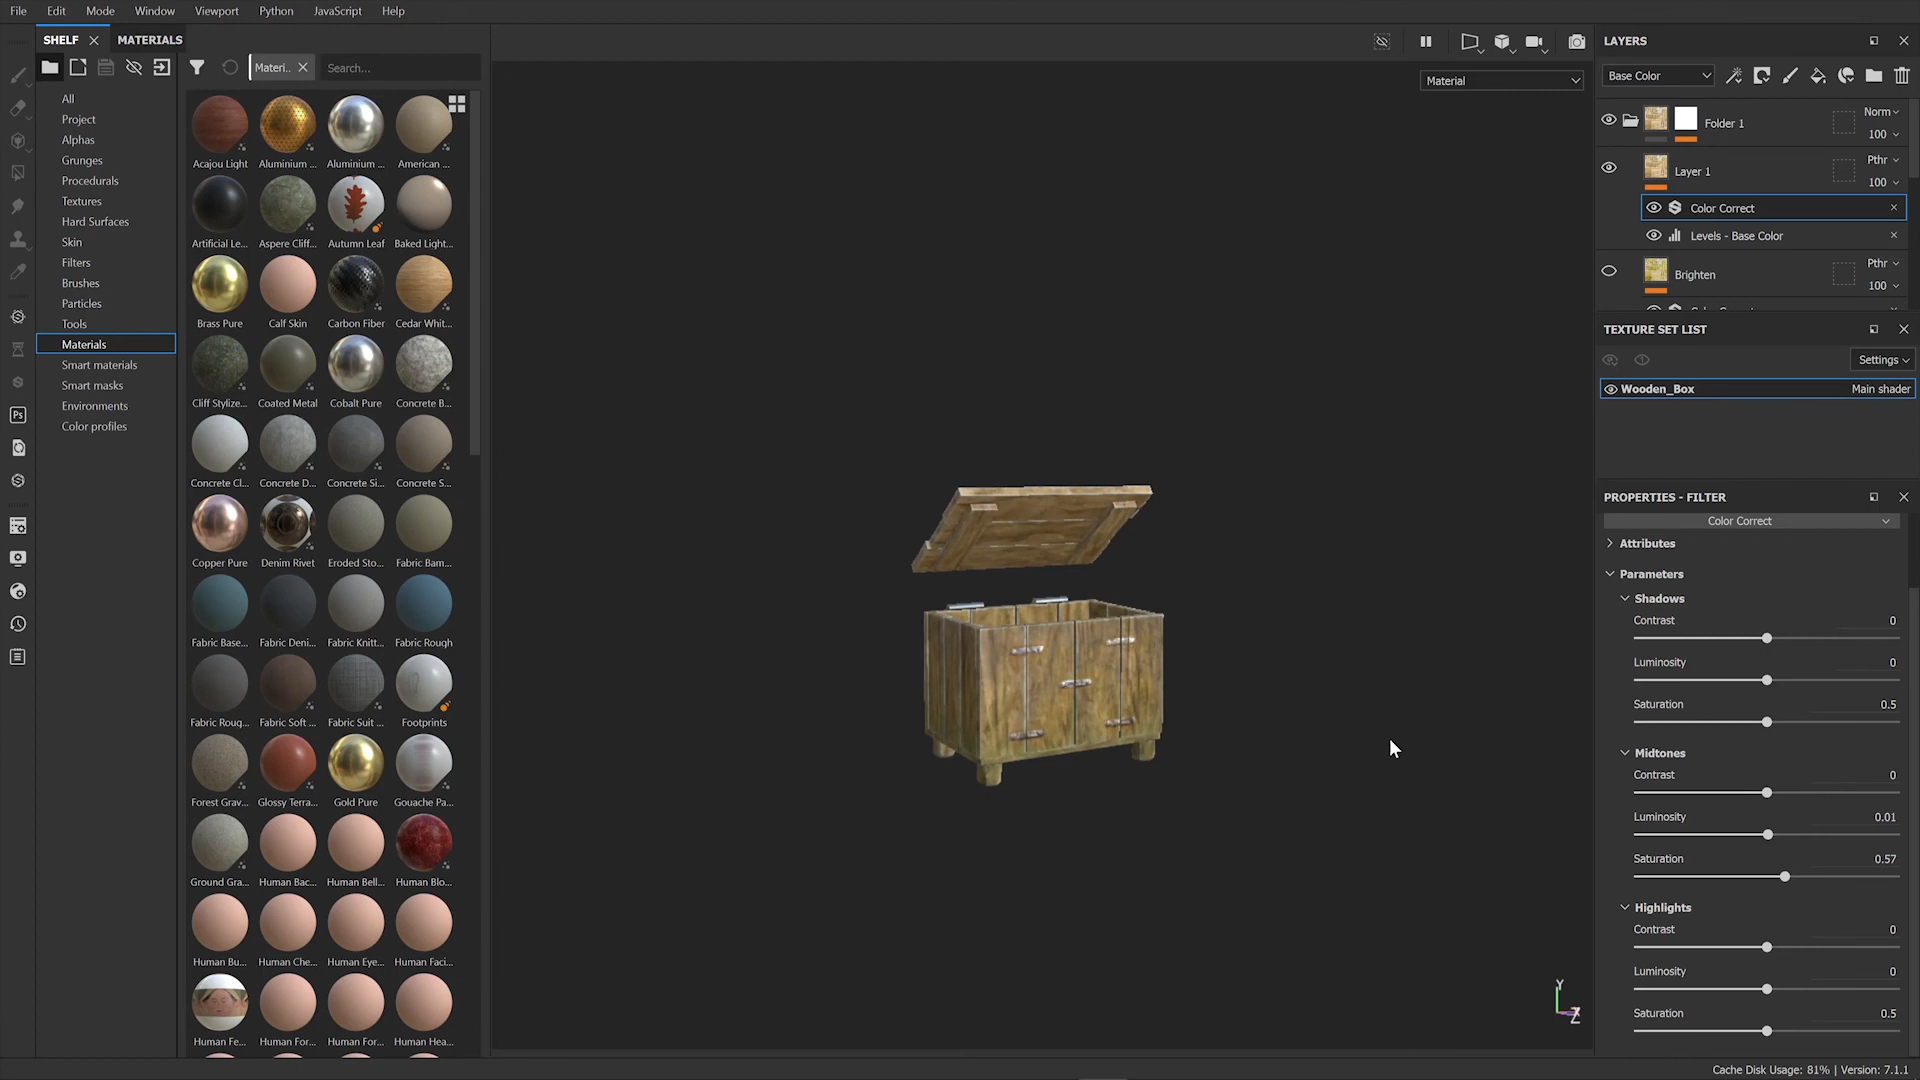 File Edit Mode Window Viewport Python JavaScript Help
SHELF MATERIALS
Materi.. Search...
All
Project
Alphas
Grunges
Procedurals
Textures
Hard Surfaces
Skin
Filters
Brushes
Particles
Tools
Materials
Smart materials
Smart masks
Environments
Color profiles
Acajou Light Aluminium ... Aluminium ... American ...
Artificial Le... Aspere Cliff... Autumn Leaf Baked Light...
Brass Pure Calf Skin Carbon Fiber Cedar Whit...
Cliff Stylize... Coated Metal Cobalt Pure Concrete B...
Concrete Cl... Concrete D... Concrete Si... Concrete S...
Copper Pure Denim Rivet Eroded Sto... Fabric Bam...
Fabric Base... Fabric Deni... Fabric Knitt... Fabric Rough
Fabric Roug... Fabric Soft ... Fabric Suit ... Footprints
Forest Grav... Glossy Terra... Gold Pure Gouache Pa...
Ground Gra... Human Bac... Human Bell... Human Blo...
Human Bu... Human Che... Human Eye... Human Faci...
Human Fe... Human For... Human For... Human Hea...
Material
Y
Z
LAYERS
Base Color
Folder 1 Norm
100
Layer 1 Pthr
100
Color Correct
Levels - Base Color
Brighten Pthr
100
TEXTURE SET LIST
Settings
Wooden_Box Main shader
PROPERTIES - FILTER
Color Correct
Attributes
Parameters
Shadows
Contrast 0
Luminosity 0
Saturation 0.5
Midtones
Contrast 0
Luminosity 0.01
Saturation 0.57
Highlights
Contrast 0
Luminosity 0
Saturation 0.5
Ps
Cache Disk Usage: 81% | Version: 7.1.1